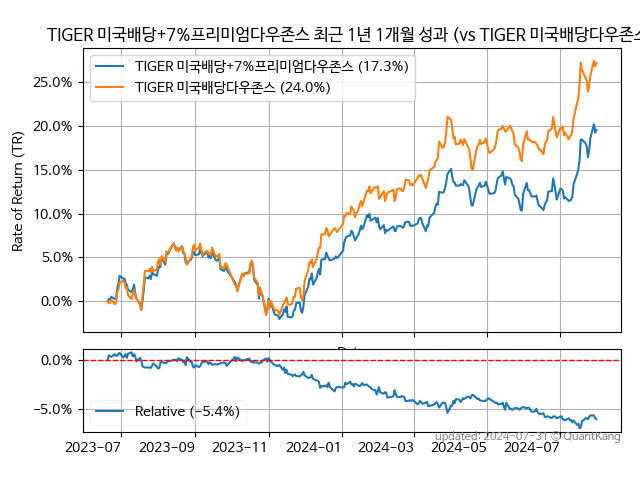 TIGER 미국배당+7%프리미엄다우존스 최근 1년 1개월 성과 (vs TIGER 미국배당다우존스
TIGER 미국배당+7%프리미엄다우존스 (17.3%)
TIGER 미국배당다우존스 (24.0%)
Rate of Return (TR)
25.0%
20.0%
15.0%
10.0%
5.0%
0.0%
0.0%
−5.0%
Relative (−5.4%)
2023-07 2023-09 2023-11 2024-01 2024-03 2024-05 2024-07
updated: 2024-07-31 © QuantKang